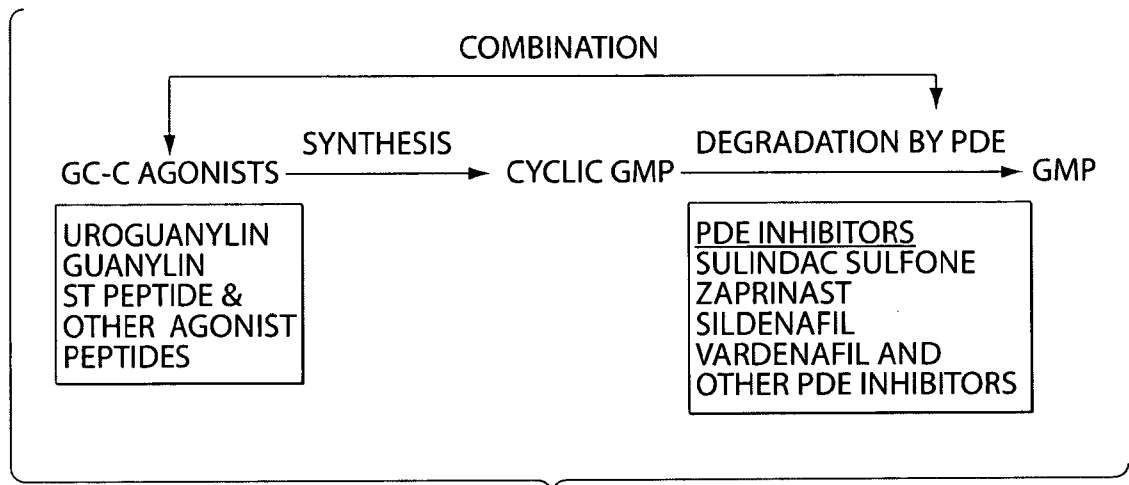 COMBINATION
SYNTHESIS
DEGRADATION BY PDE
GC-C AGONISTS
CYCLIC GMP
GMP
UROGUANYLIN
GUANYLIN
ST PEPTIDE &
OTHER AGONIST
PEPTIDES
PDE INHIBITORS
SULINDAC SULFONE
ZAPRINAST
SILDENAFIL
VARDENAFIL AND
OTHER PDE INHIBITORS